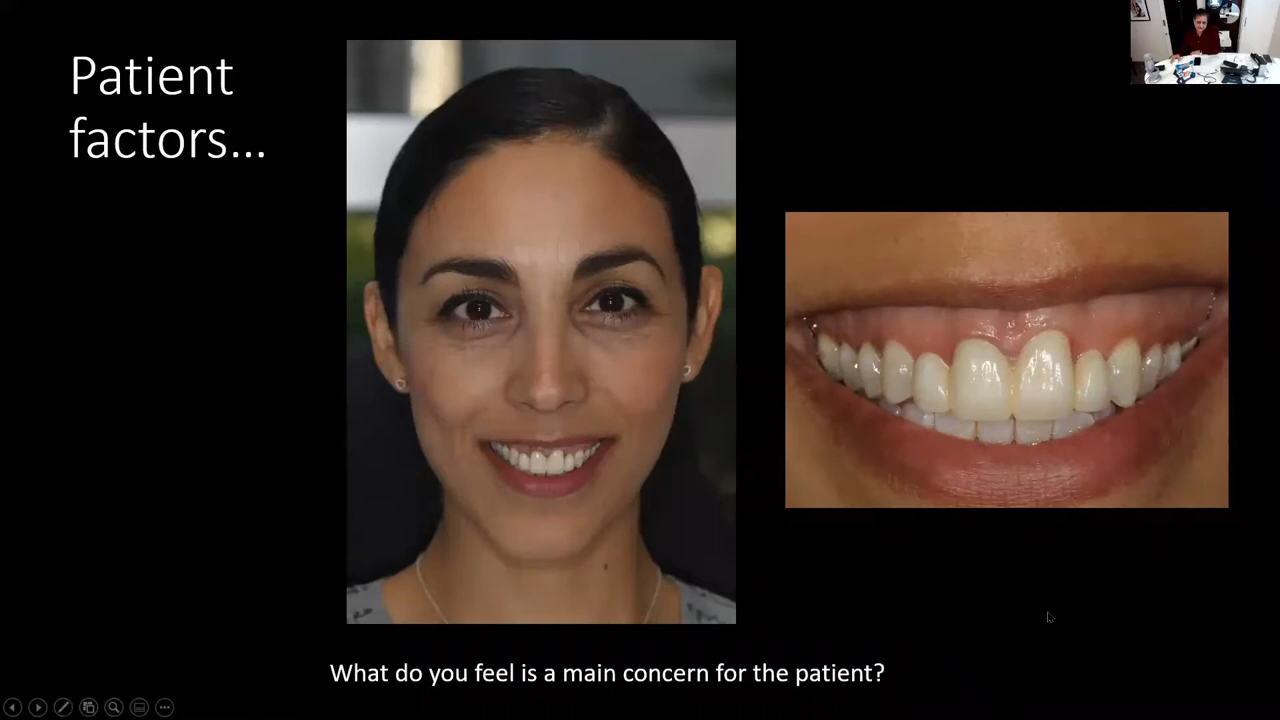 Patient
factors...
What do you feel is a main concern for the patient?